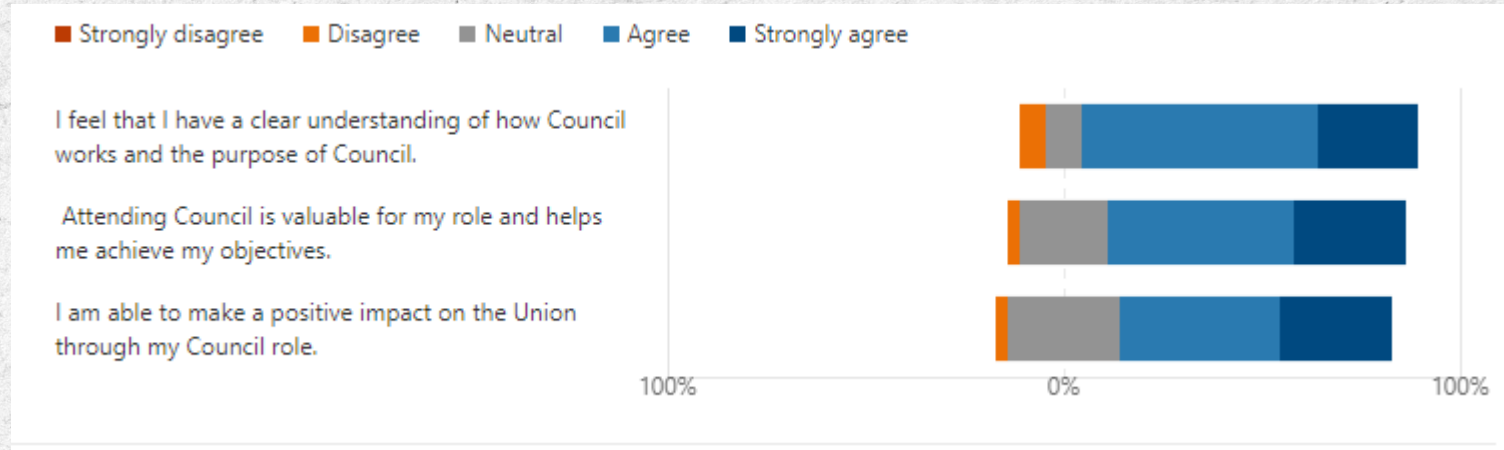 Strongly disagree Disagree Neutral Agree Strongly agree
I feel that I have a clear understanding of how Council
works and the purpose of Council.
Attending Council is valuable for my role and helps
me achieve my objectives.
I am able to make a positive impact on the Union
through my Council role.
100% 0% 100%